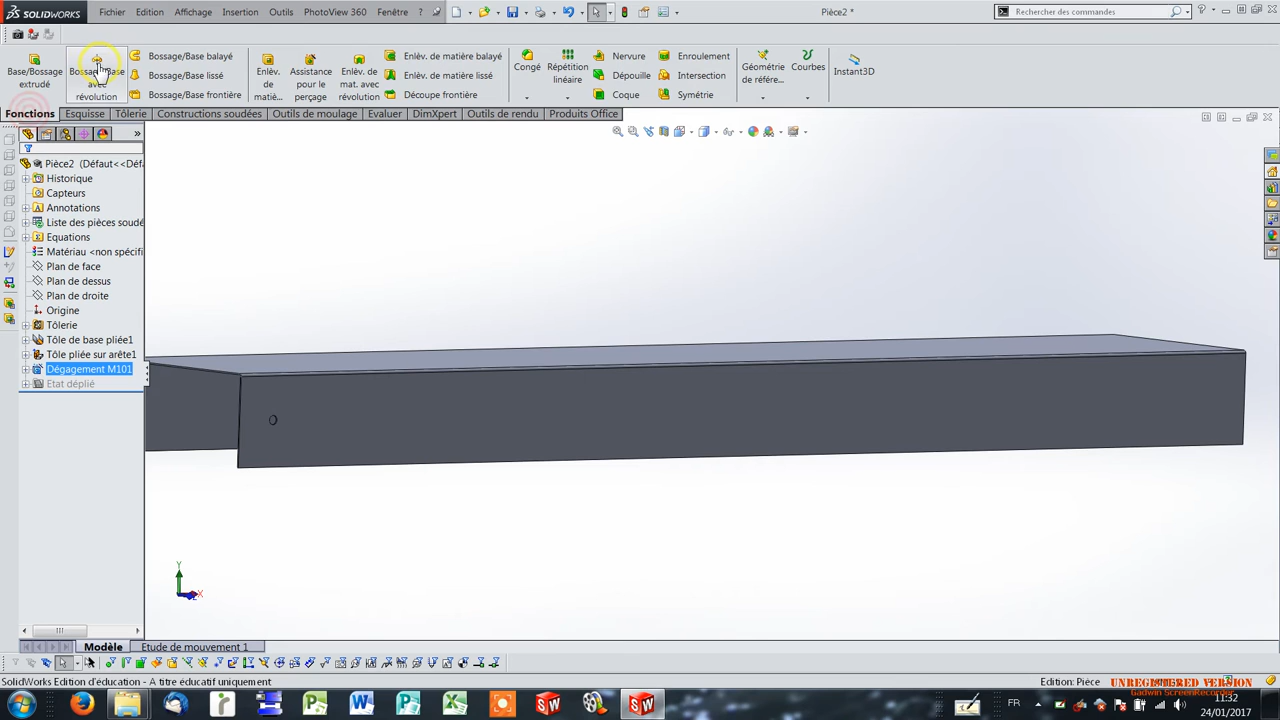 SOLIDWORKS
Fichier Edition Affichage Insertion Outils PhotoView 360 Fenêtre ?
Pièce2 *
Rechercher des commandes
Base/Bossage extrudé
Bossage/Base avec révolution
Bossage/Base balayé
Bossage/Base lissé
Bossage/Base frontière
Enlèv. de matiè...
Assistance pour le perçage
Enlèv. de mat. avec révolution
Enlèv. de matière balayé
Enlèv. de matière lissé
Découpe frontière
Congé
Répétition linéaire
Nervure
Dépouille
Coque
Enroulement
Intersection
Symétrie
Géométrie de référe...
Courbes
Instant3D
Fonctions Esquisse Tôlerie Constructions soudées Outils de moulage Evaluer DimXpert Outils de rendu Produits Office
»
Pièce2 (Défaut<<Défa
Historique
Capteurs
Annotations
Liste des pièces soudé
Equations
Matériau <non spécifi
Plan de face
Plan de dessus
Plan de droite
Origine
Tôlerie
Tôle de base pliée1
Tôle pliée sur arête1
Dégagement M101
Etat déplié
Y
X
Modèle Etude de mouvement 1
SolidWorks Edition d'éducation - A titre éducatif uniquement
Edition: Pièce
UNREGISTERED VERSION
Gadwin ScreenRecorder
FR
11:32
24/01/2017